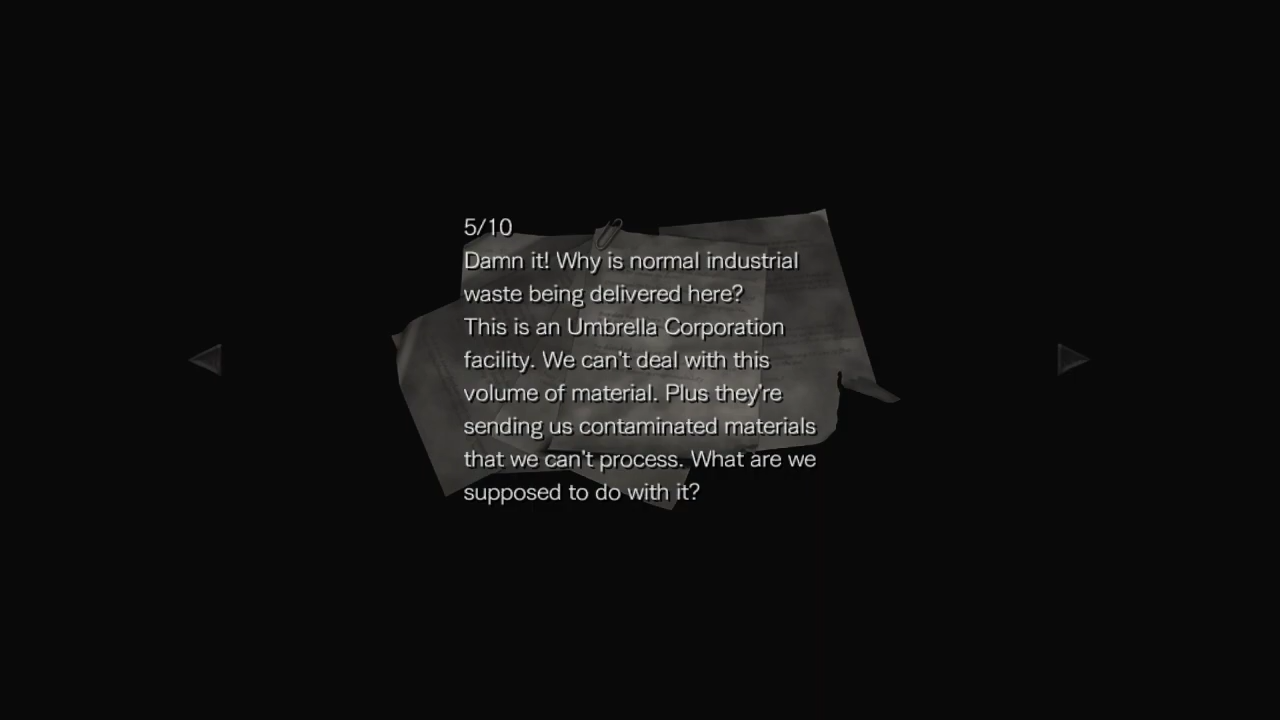 5/10
Damn it! Why is normal industrial
waste being delivered here?
This is an Umbrella Corporation
facility. We can't deal with this
volume of material. Plus they're
sending us contaminated materials
that we can't process. What are we
supposed to do with it?